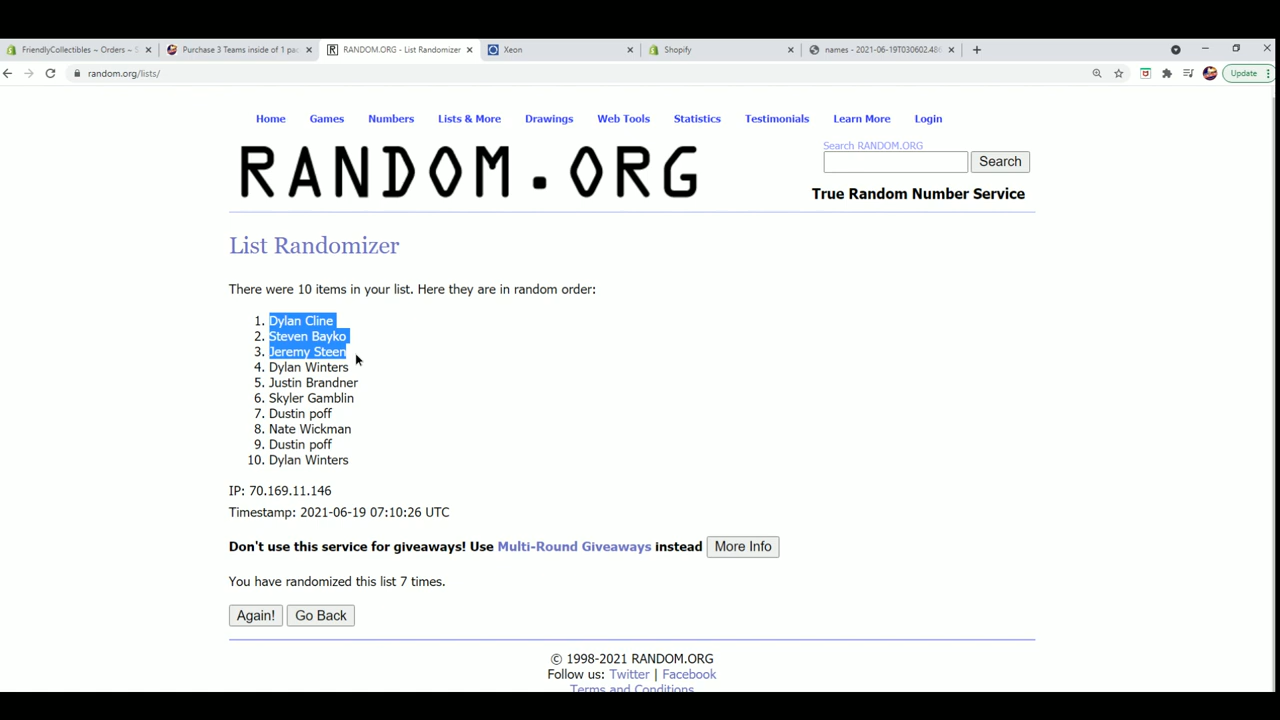 FriendlyCollectibles ~ Orders ~ S
Purchase 3 Teams inside of 1 pac
RANDOM.ORG - List Randomizer
Xeon
Shopify
names - 2021-06-19T030602.486
random.org/lists/
Update
Home Games Numbers Lists & More Drawings Web Tools Statistics Testimonials Learn More Login
RANDOM.ORG
Search RANDOM.ORG
Search
True Random Number Service
List Randomizer
There were 10 items in your list. Here they are in random order:
1. Dylan Cline
2. Steven Bayko
3. Jeremy Steen
4. Dylan Winters
5. Justin Brandner
6. Skyler Gamblin
7. Dustin poff
8. Nate Wickman
9. Dustin poff
10. Dylan Winters
IP: 70.169.11.146
Timestamp: 2021-06-19 07:10:26 UTC
Don't use this service for giveaways! Use Multi-Round Giveaways instead More Info
You have randomized this list 7 times.
Again! Go Back
© 1998-2021 RANDOM.ORG
Follow us: Twitter | Facebook
Terms and Conditions